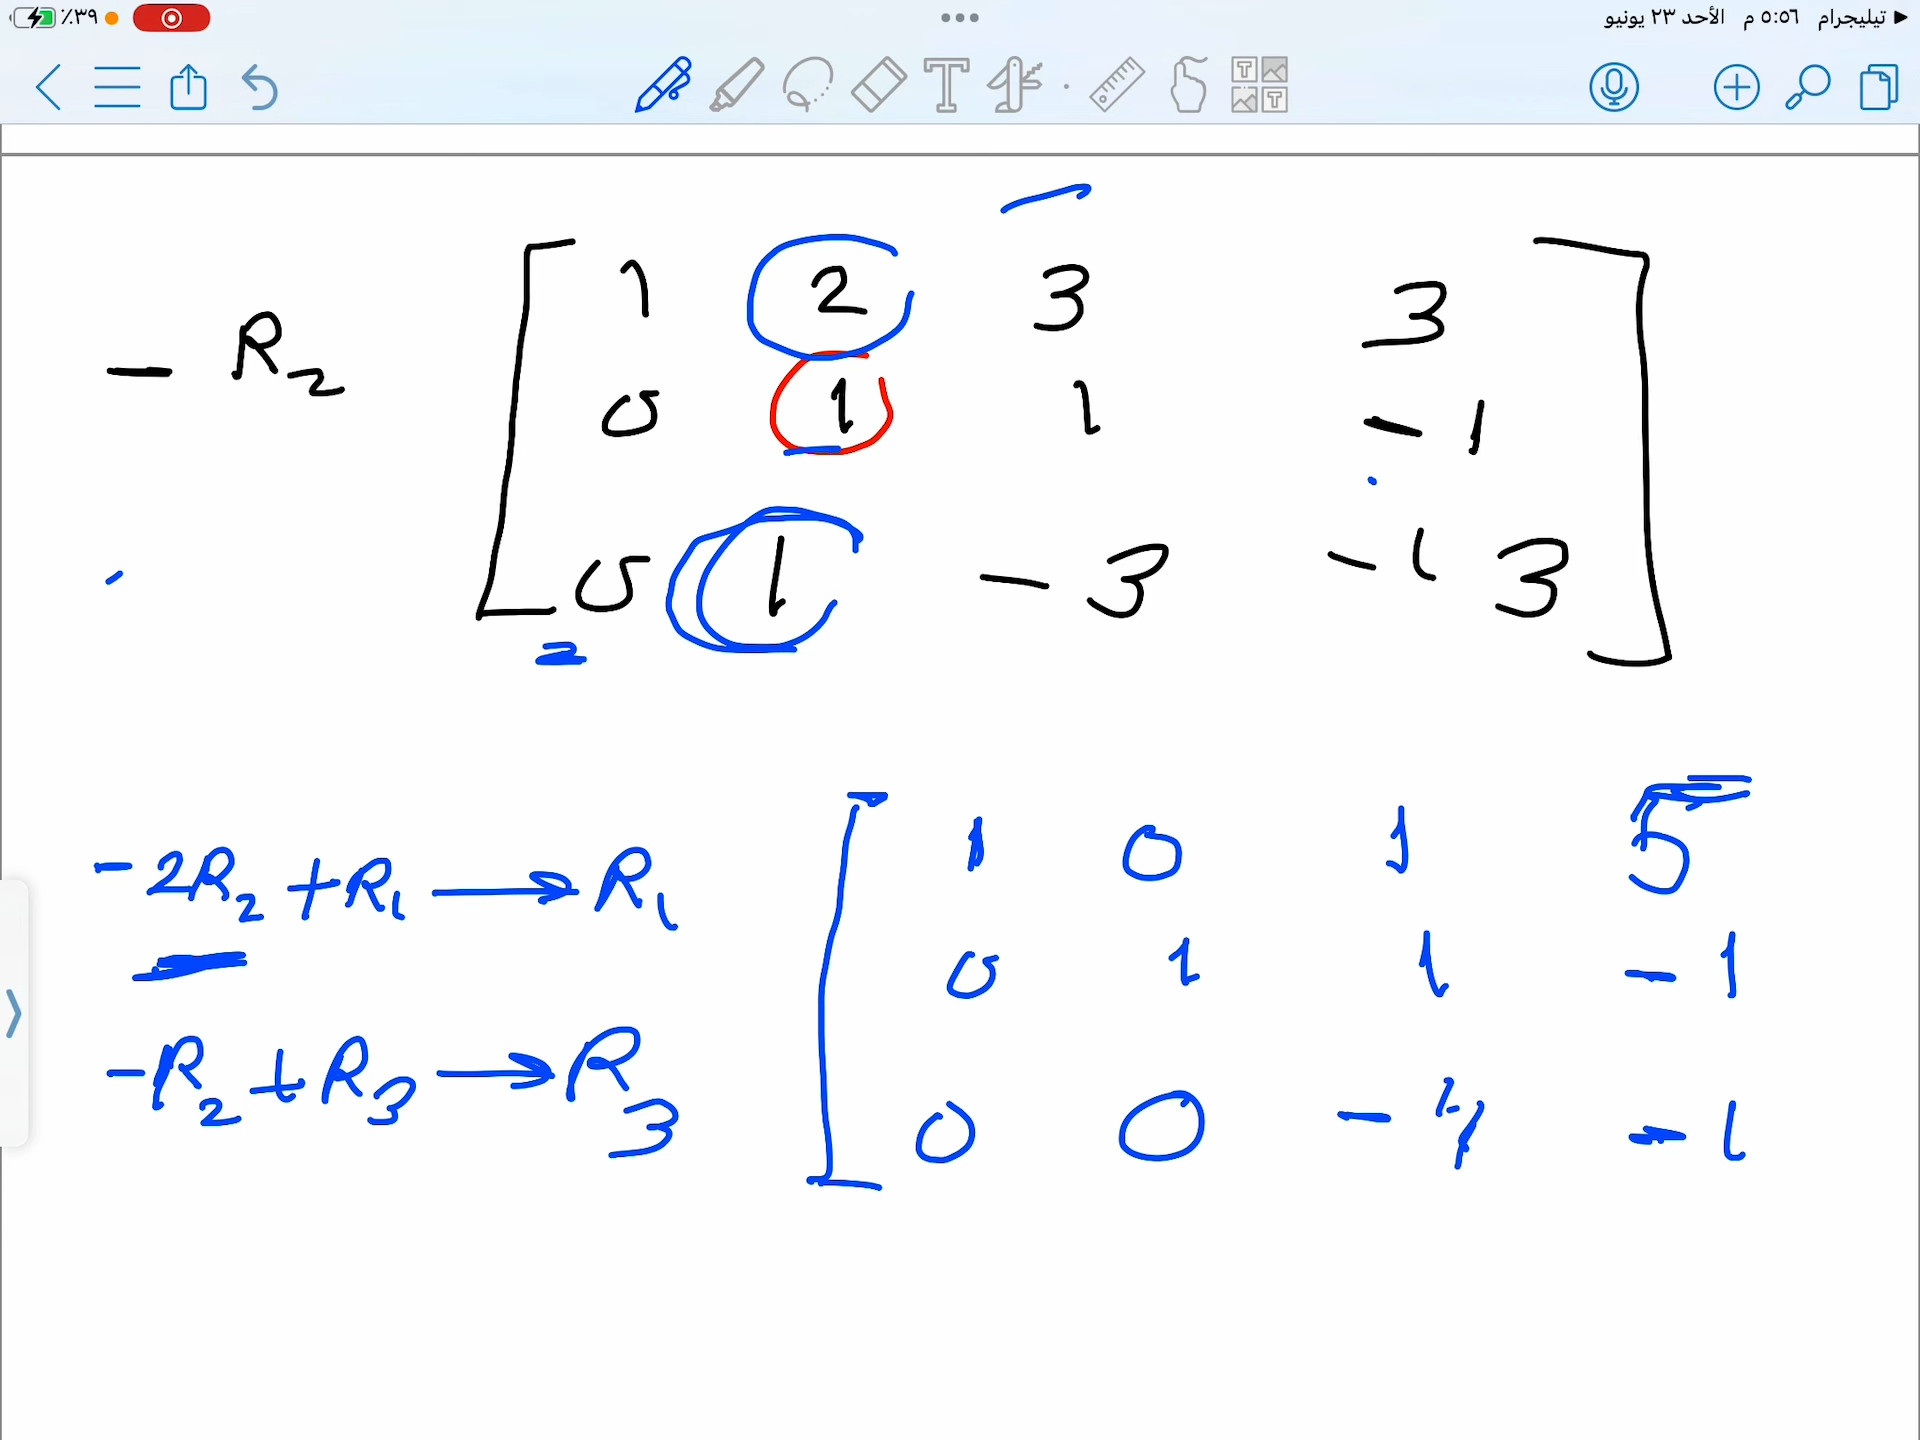 ٪٣٩
◀ تيليجرام ٥:٥٦ م الأحد ٢٣ يونيو
1 2 3 3
- R2
0 1 1 -1
0 1 -3 -13
1 0 1 5
-2R2 + R1 → R1
0 1 1 -1
-R2 + R3 → R3
0 0 -4 -1